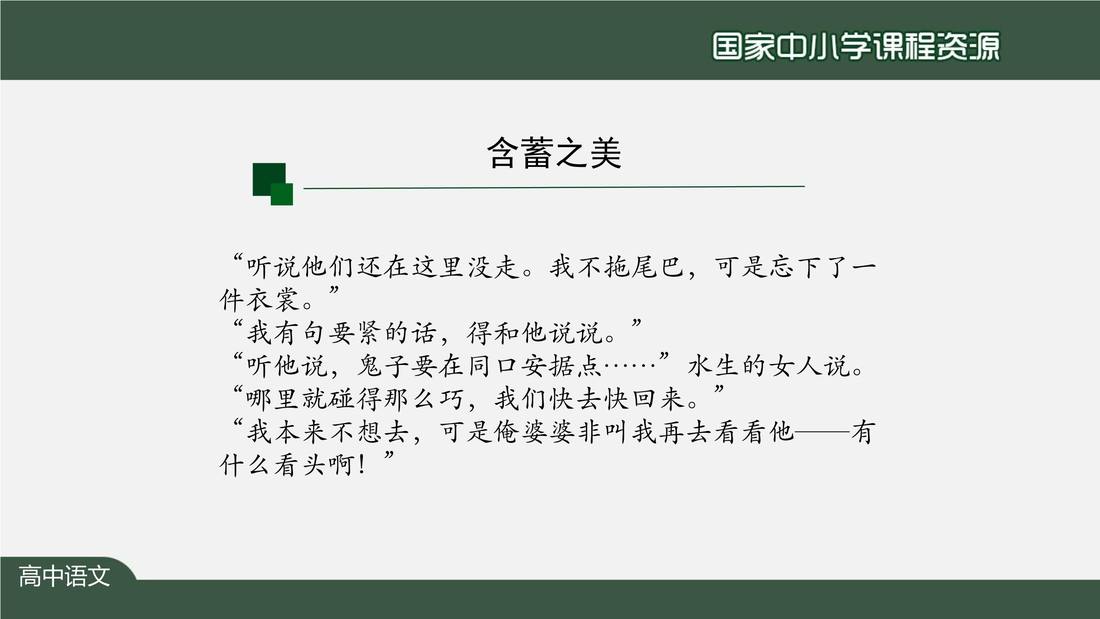 国家中小学课程资源
含蓄之美
“听说他们还在这里没走。我不拖尾巴，可是忘下了一
件衣裳。”
“我有句要紧的话，得和他说说。”
“听他说，鬼子要在同口安据点……”水生的女人说。
“哪里就碰得那么巧，我们快去快回来。”
“我本来不想去，可是俺婆婆非叫我再去看看他——有
什么看头啊！”
高中语文